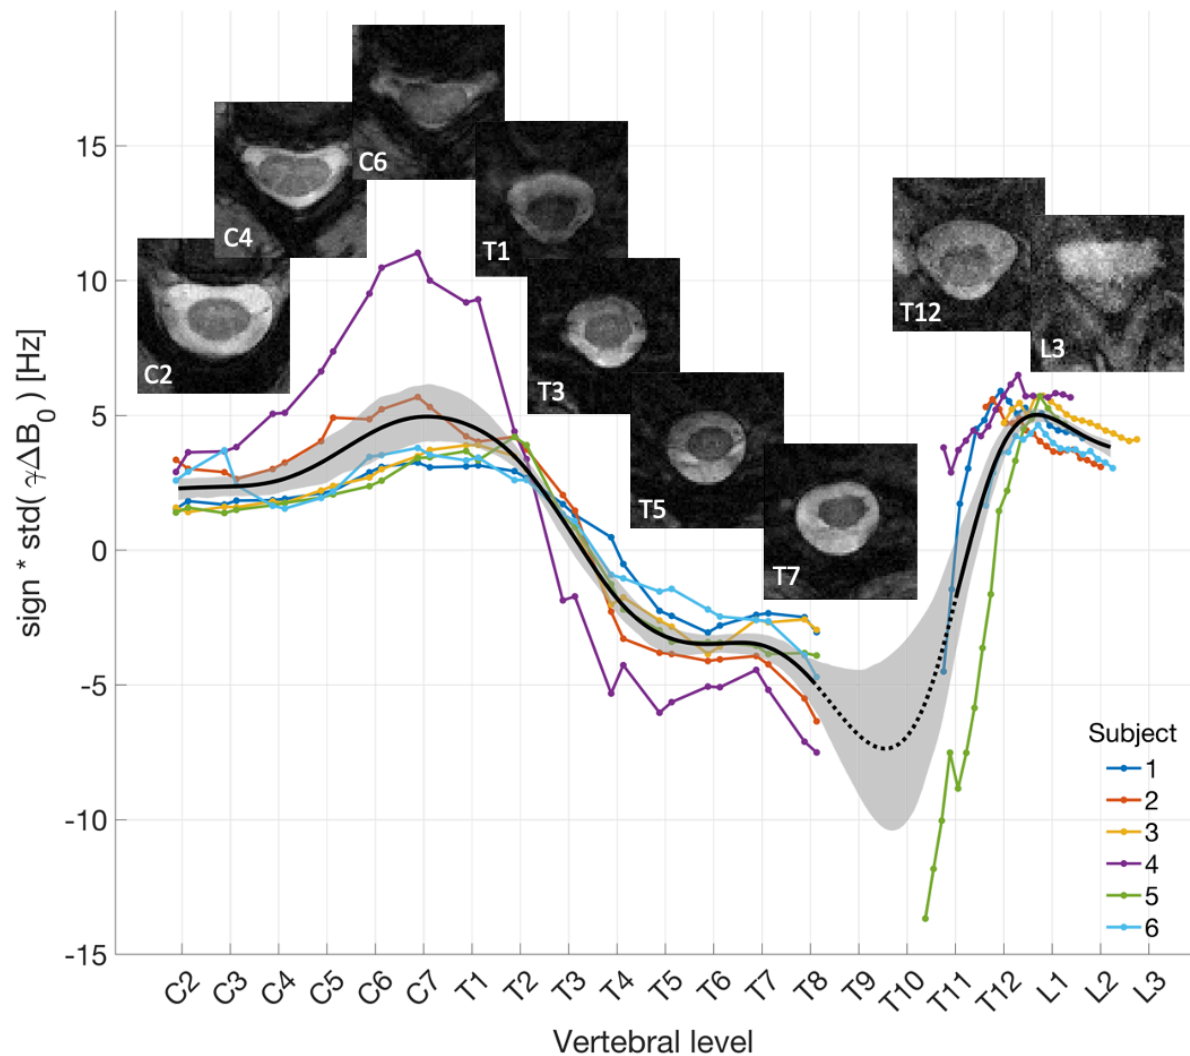 C6
C4
T1
C2
T3
T5
T7
T12
L3
sign * std( γΔB0 ) [Hz]
15
10
5
0
-5
-10
-15
Subject
1
2
3
4
5
6
C2 C3 C4 C5 C6 C7 T1 T2 T3 T4 T5 T6 T7 T8 T9 T10 T11 T12 L1 L2 L3
Vertebral level